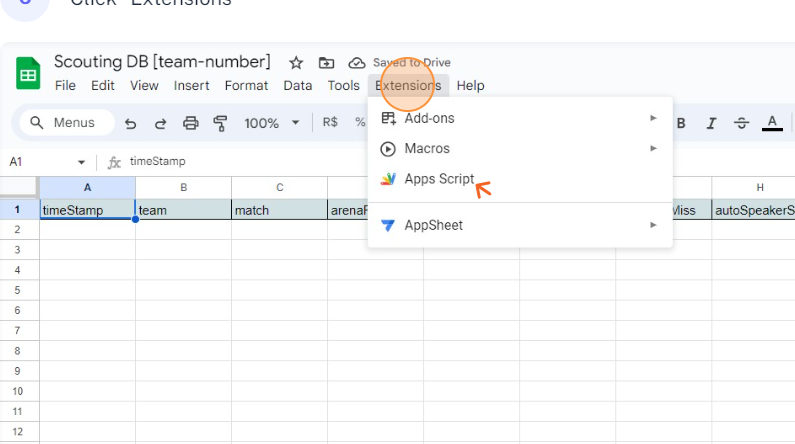 Click "Extensions"
Scouting DB [team-number] Saved to Drive
File Edit View Insert Format Data Tools Extensions Help
Menus 100% R$ % B I A
Add-ons
Macros
Apps Script
AppSheet
A1 fx timeStamp
A B C H
1 timeStamp team match Miss autoSpeakerS
2
3
4
5
6
7
8
9
10
11
12